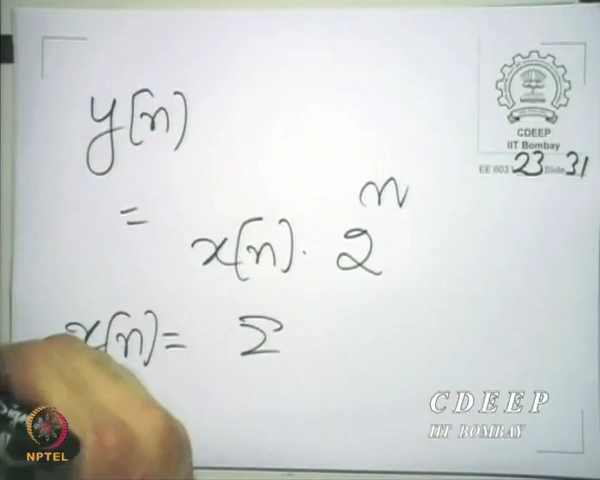 y[n]
CDEEP
IIT Bombay
EE 603 L 23 Slide 31
= x[n] . 2^n
x[n] = Σ
CDEEP
IIT BOMBAY
NPTEL